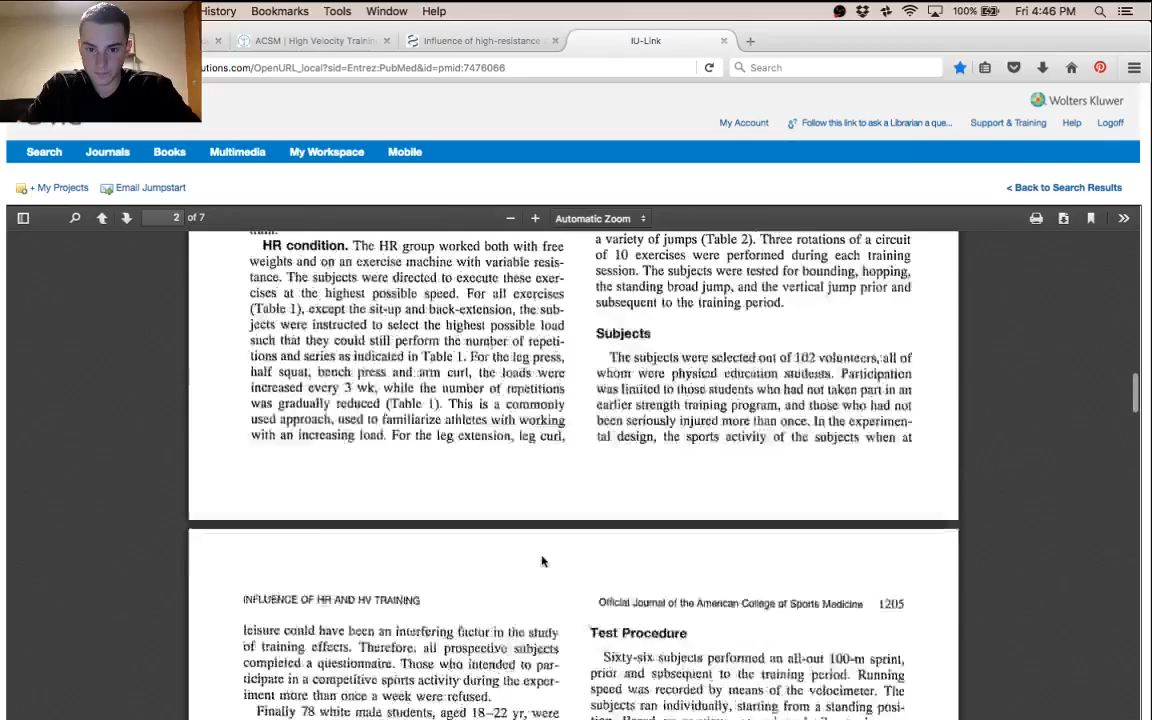 History Bookmarks Tools Window Help 100% Fri 4:46 PM
ACSM | High Velocity Trainin Influence of high-resistance IU-Link
utions.com/OpenURL_local?sid=Entrez:PubMed&id=pmid:7476066 Search
Wolters Kluwer
My Account Follow this link to ask a Librarian a que... Support & Training Help Logoff
Search Journals Books Multimedia My Workspace Mobile
+ My Projects Email Jumpstart < Back to Search Results
2 of 7 Automatic Zoom
HR condition. The HR group worked both with free
weights and on an exercise machine with variable resis-
tance. The subjects were directed to execute these exer-
cises at the highest possible speed. For all exercises
(Table 1), except the sit-up and back-extension, the sub-
jects were instructed to select the highest possible load
such that they could still perform the number of repeti-
tions and series as indicated in Table 1. For the leg press,
half squat, bench press and arm curl, the loads were
increased every 3 wk, while the number of repetitions
was gradually reduced (Table 1). This is a commonly
used approach, used to familiarize athletes with working
with an increasing load. For the leg extension, leg curl,
a variety of jumps (Table 2). Three rotations of a circuit
of 10 exercises were performed during each training
session. The subjects were tested for bounding, hopping,
the standing broad jump, and the vertical jump prior and
subsequent to the training period.
Subjects
The subjects were selected out of 102 volunteers, all of
whom were physical education students. Participation
was limited to those students who had not taken part in an
earlier strength training program, and those who had not
been seriously injured more than once. In the experimen-
tal design, the sports activity of the subjects when at
INFLUENCE OF HR AND HV TRAINING
Official Journal of the American College of Sports Medicine 1205
leisure could have been an interfering factor in the study
of training effects. Therefore, all prospective subjects
completed a questionnaire. Those who intended to par-
ticipate in a competitive sports activity during the exper-
iment more than once a week were refused.
Finally 78 white male students, aged 18–22 yr, were
Test Procedure
Sixty-six subjects performed an all-out 100-m sprint,
prior and subsequent to the training period. Running
speed was recorded by means of the velocimeter. The
subjects ran individually, starting from a standing posi-